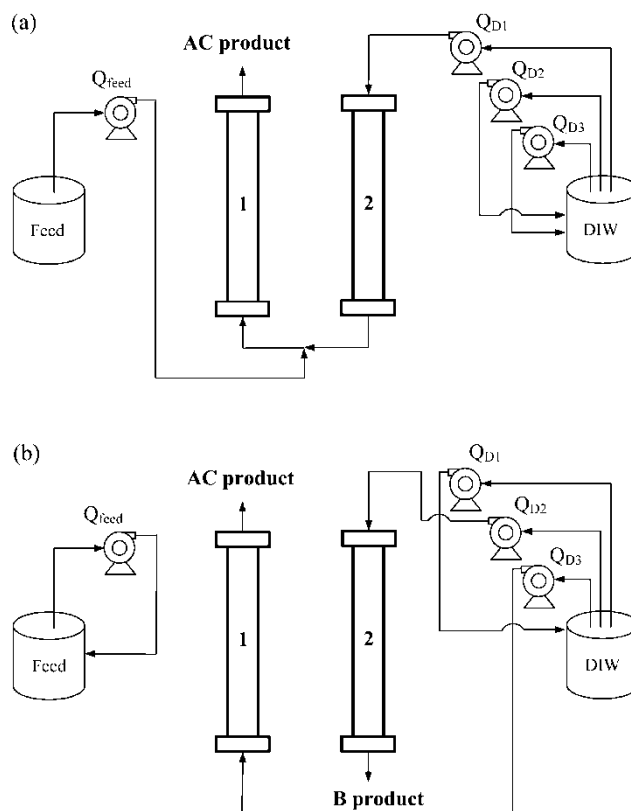 (a)
Q_D1
AC product
Q_D2
Q_feed
Q_D3
1
2
Feed
DIW
(b)
Q_D1
AC product
Q_feed
Q_D2
Q_D3
1
2
Feed
DIW
B product